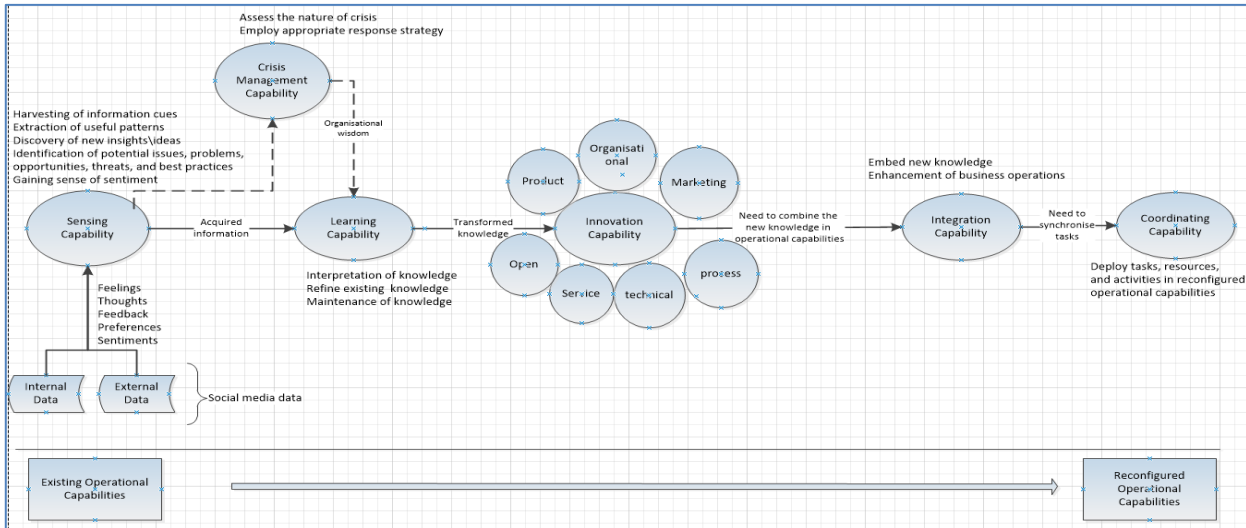 Assess the nature of crisis
Employ appropriate response strategy
Crisis
Management
Capability
Harvesting of information cues
Extraction of useful patterns
Discovery of new insights\ideas
Identification of potential issues, problems,
opportunities, threats, and best practices
Gaining sense of sentiment
Organisational
wisdom
Organisati
onal
Product
Marketing
Embed new knowledge
Enhancement of business operations
Sensing
Capability
Acquired
information
Learning
Capability
Transformed
knowledge
Innovation
Capability
Need to combine the
new knowledge in
operational capabilities
Integration
Capability
Need to
synchronise
tasks
Coordinating
Capability
Open
Service
technical
process
Interpretation of knowledge
Refine existing knowledge
Maintenance of knowledge
Deploy tasks, resources,
and activities in reconfigured
operational capabilities
Feelings
Thoughts
Feedback
Preferences
Sentiments
Internal
Data
External
Data
Social media data
Existing Operational
Capabilities
Reconfigured
Operational
Capabilities